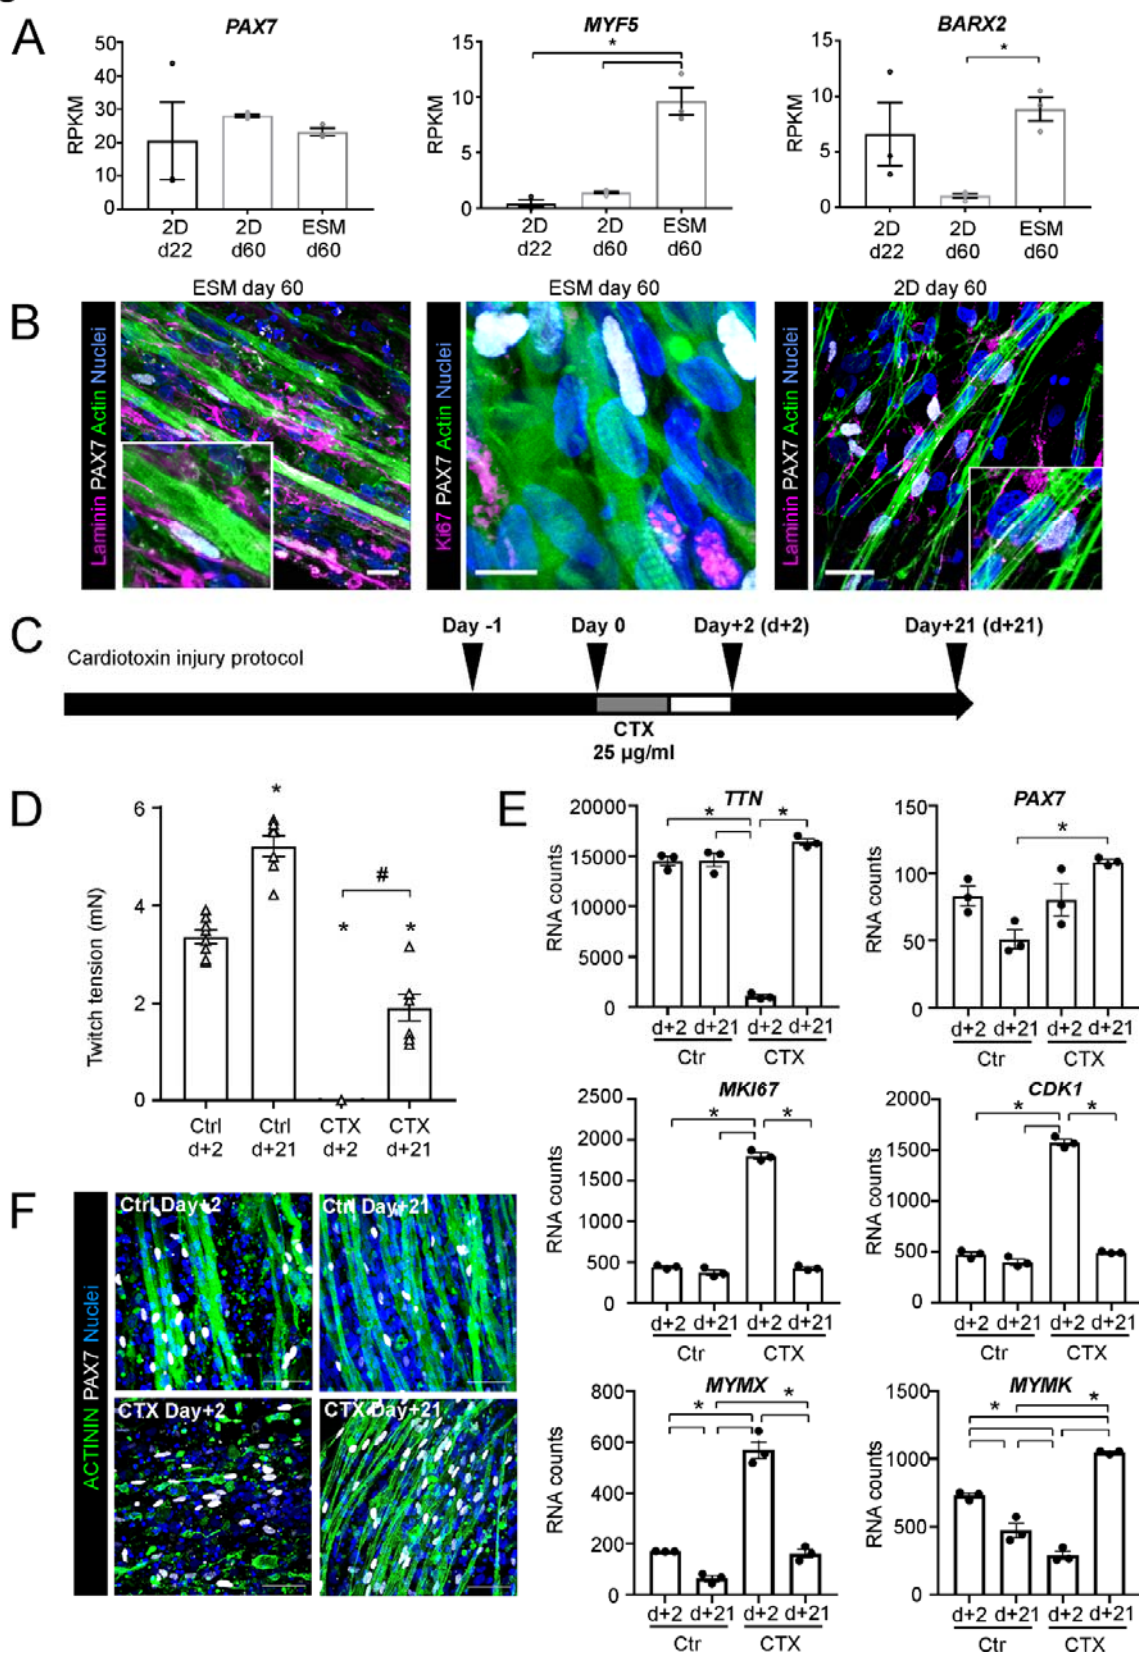 A
PAX7
MYF5
BARX2
50
40
30
20
10
0
RPKM
15
10
5
0
RPKM
*
15
10
5
0
RPKM
*
2D d22
2D d60
ESM d60
2D d22
2D d60
ESM d60
2D d22
2D d60
ESM d60
B
ESM day 60
ESM day 60
2D day 60
Laminin PAX7 Actin Nuclei
Ki67 PAX7 Actin Nuclei
Laminin PAX7 Actin Nuclei
C
Day -1
Day 0
Day+2 (d+2)
Day+21 (d+21)
Cardiotoxin injury protocol
CTX
25 µg/ml
D
6
4
2
0
Twitch tension (mN)
*
#
*
*
Ctrl d+2
Ctrl d+21
CTX d+2
CTX d+21
E
TTN
20000
15000
10000
5000
0
RNA counts
*
*
d+2 d+21 d+2 d+21
Ctr CTX
PAX7
150
100
50
0
RNA counts
*
d+2 d+21 d+2 d+21
Ctr CTX
MKI67
2500
2000
1500
1000
500
0
RNA counts
*
*
d+2 d+21 d+2 d+21
Ctr CTX
CDK1
2000
1500
1000
500
0
RNA counts
*
*
d+2 d+21 d+2 d+21
Ctr CTX
MYMX
800
600
400
200
0
RNA counts
*
*
d+2 d+21 d+2 d+21
Ctr CTX
MYMK
1500
1000
500
0
RNA counts
*
*
d+2 d+21 d+2 d+21
Ctr CTX
F
ACTININ PAX7 Nuclei
Ctrl Day+2
Ctrl Day+21
CTX Day+2
CTX Day+21